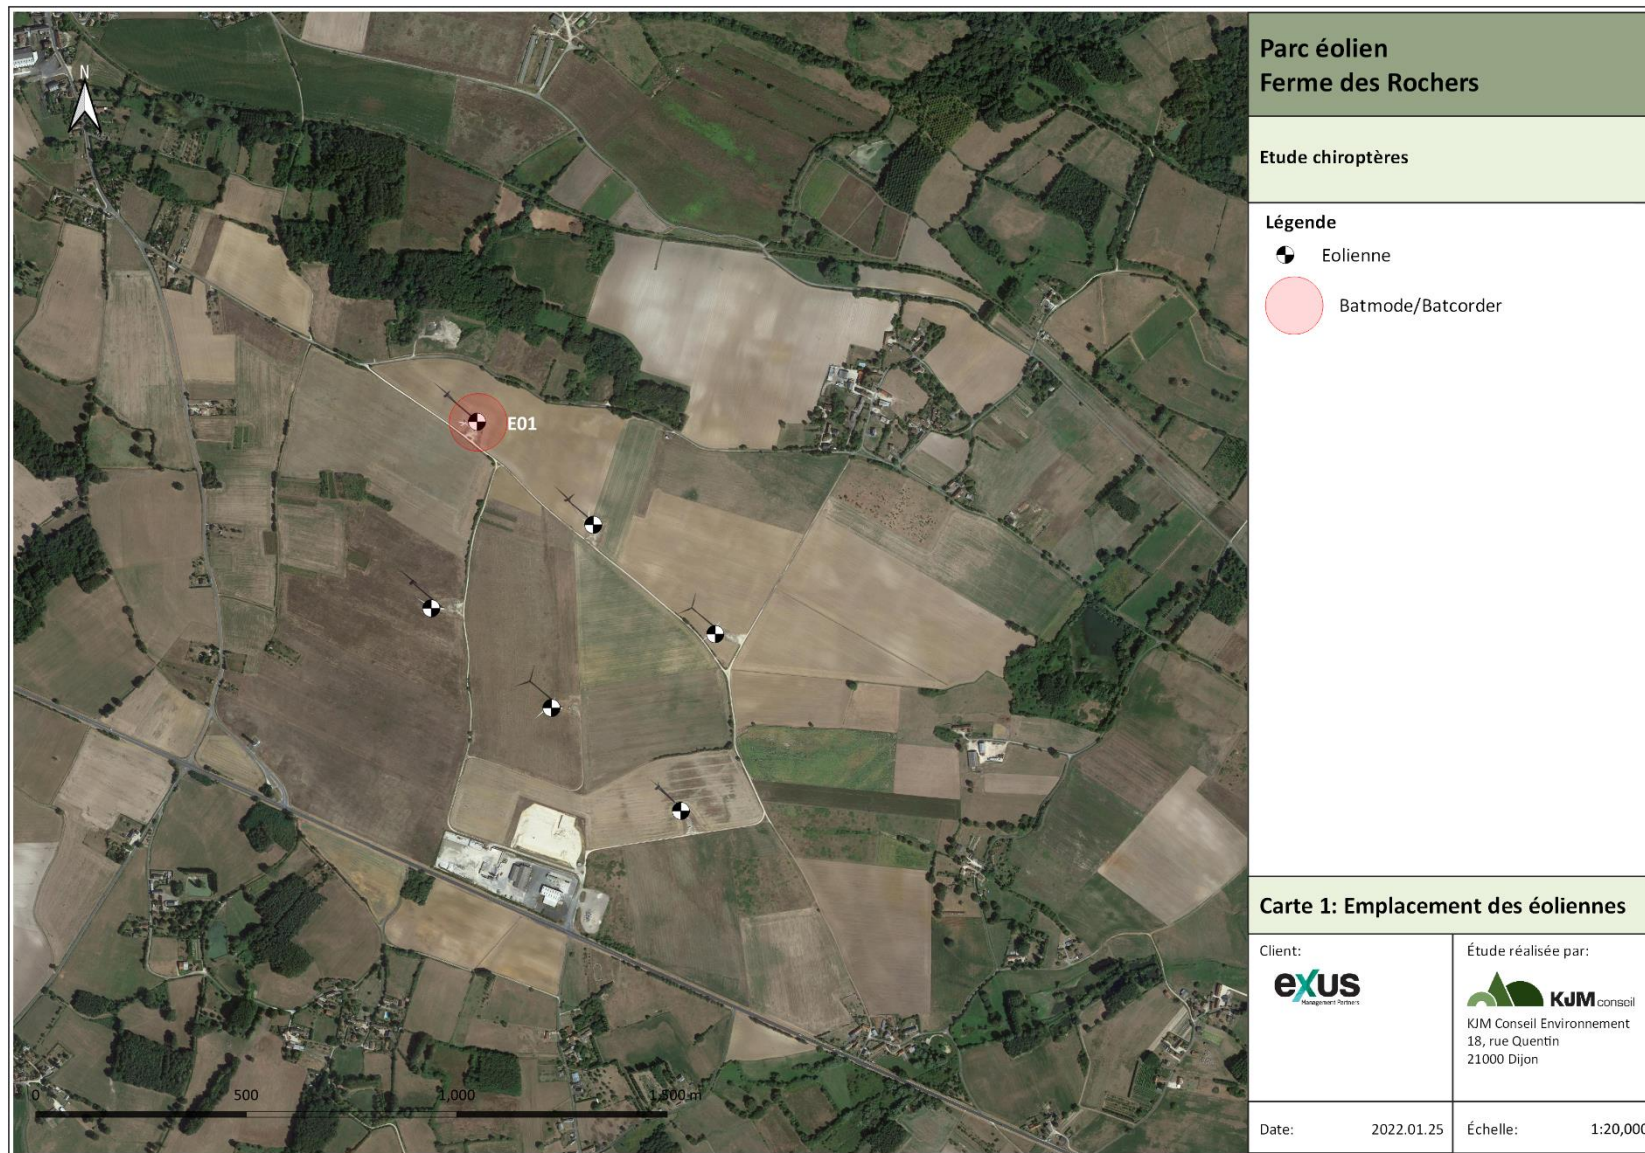 Parc éolien
Ferme des Rochers
Etude chiroptères
Légende
Eolienne
Batmode/Batcorder
N
E01
0 500 1,000 1,500 m
Carte 1: Emplacement des éoliennes
Client:
exus
Management Partners
Étude réalisée par:
KJM conseil
KJM Conseil Environnement
18, rue Quentin
21000 Dijon
Date: 2022.01.25
Échelle: 1:20,000